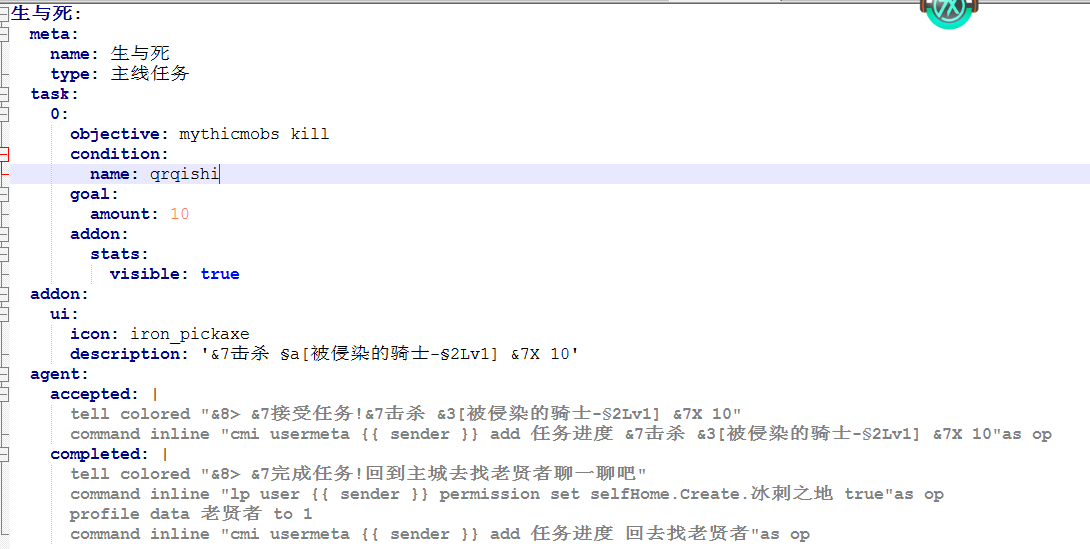 生与死:
meta:
name: 生与死
type: 主线任务
task:
0:
objective: mythicmobs kill
condition:
name: qrqishi
goal:
amount: 10
addon:
stats:
visible: true
addon:
ui:
icon: iron_pickaxe
description: '&7击杀 §a[被侵染的骑士-§2Lv1] &7X 10'
agent:
accepted: |
tell colored "&8> &7接受任务!&7击杀 &3[被侵染的骑士-§2Lv1] &7X 10"
command inline "cmi usermeta {{ sender }} add 任务进度 &7击杀 &3[被侵染的骑士-§2Lv1] &7X 10"as op
completed: |
tell colored "&8> &7完成任务!回到主城去找老贤者聊一聊吧"
command inline "lp user {{ sender }} permission set selfHome.Create.冰刺之地 true"as op
profile data 老贤者 to 1
command inline "cmi usermeta {{ sender }} add 任务进度 回去找老贤者"as op